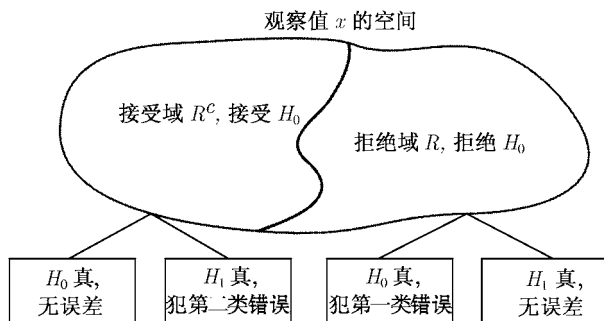 观察值 x 的空间
接受域 R^c, 接受 H₀
拒绝域 R, 拒绝 H₀
H₀ 真,
无误差
H₁ 真,
犯第二类错误
H₀ 真,
犯第一类错误
H₁ 真,
无误差